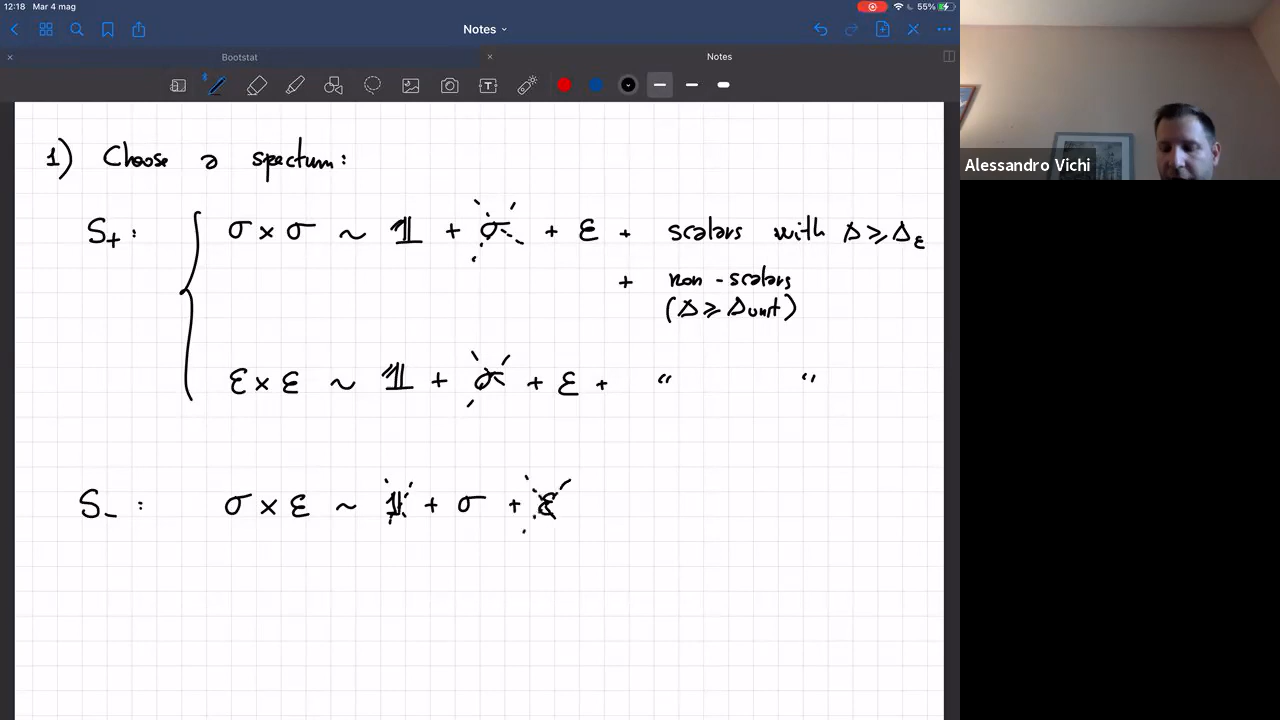 12:18 Mar 4 mag
55%
Notes
Bootstat
Notes
Alessandro Vichi
1) Choose a spectum:
S+ : σ × σ ~ 𝟙 + σ + ε + scalars with Δ ≥ Δε
+ non-scalars
(Δ ≥ Δunit)
ε × ε ~ 𝟙 + σ + ε + " "
S- : σ × ε ~ 𝟙 + σ + ε